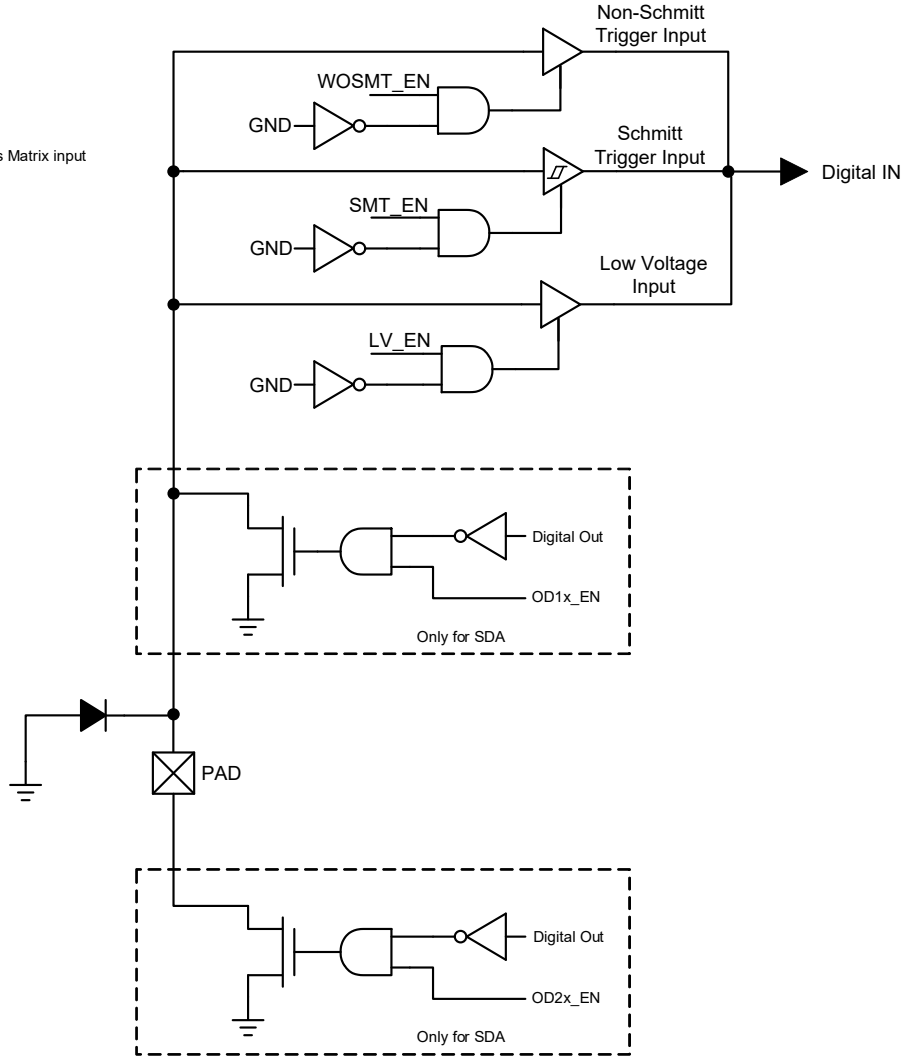 Non-Schmitt
Trigger Input
WOSMT_EN
GND
s Matrix input
Schmitt
Trigger Input
Digital IN
SMT_EN
GND
Low Voltage
Input
LV_EN
GND
Digital Out
OD1x_EN
Only for SDA
PAD
Digital Out
OD2x_EN
Only for SDA